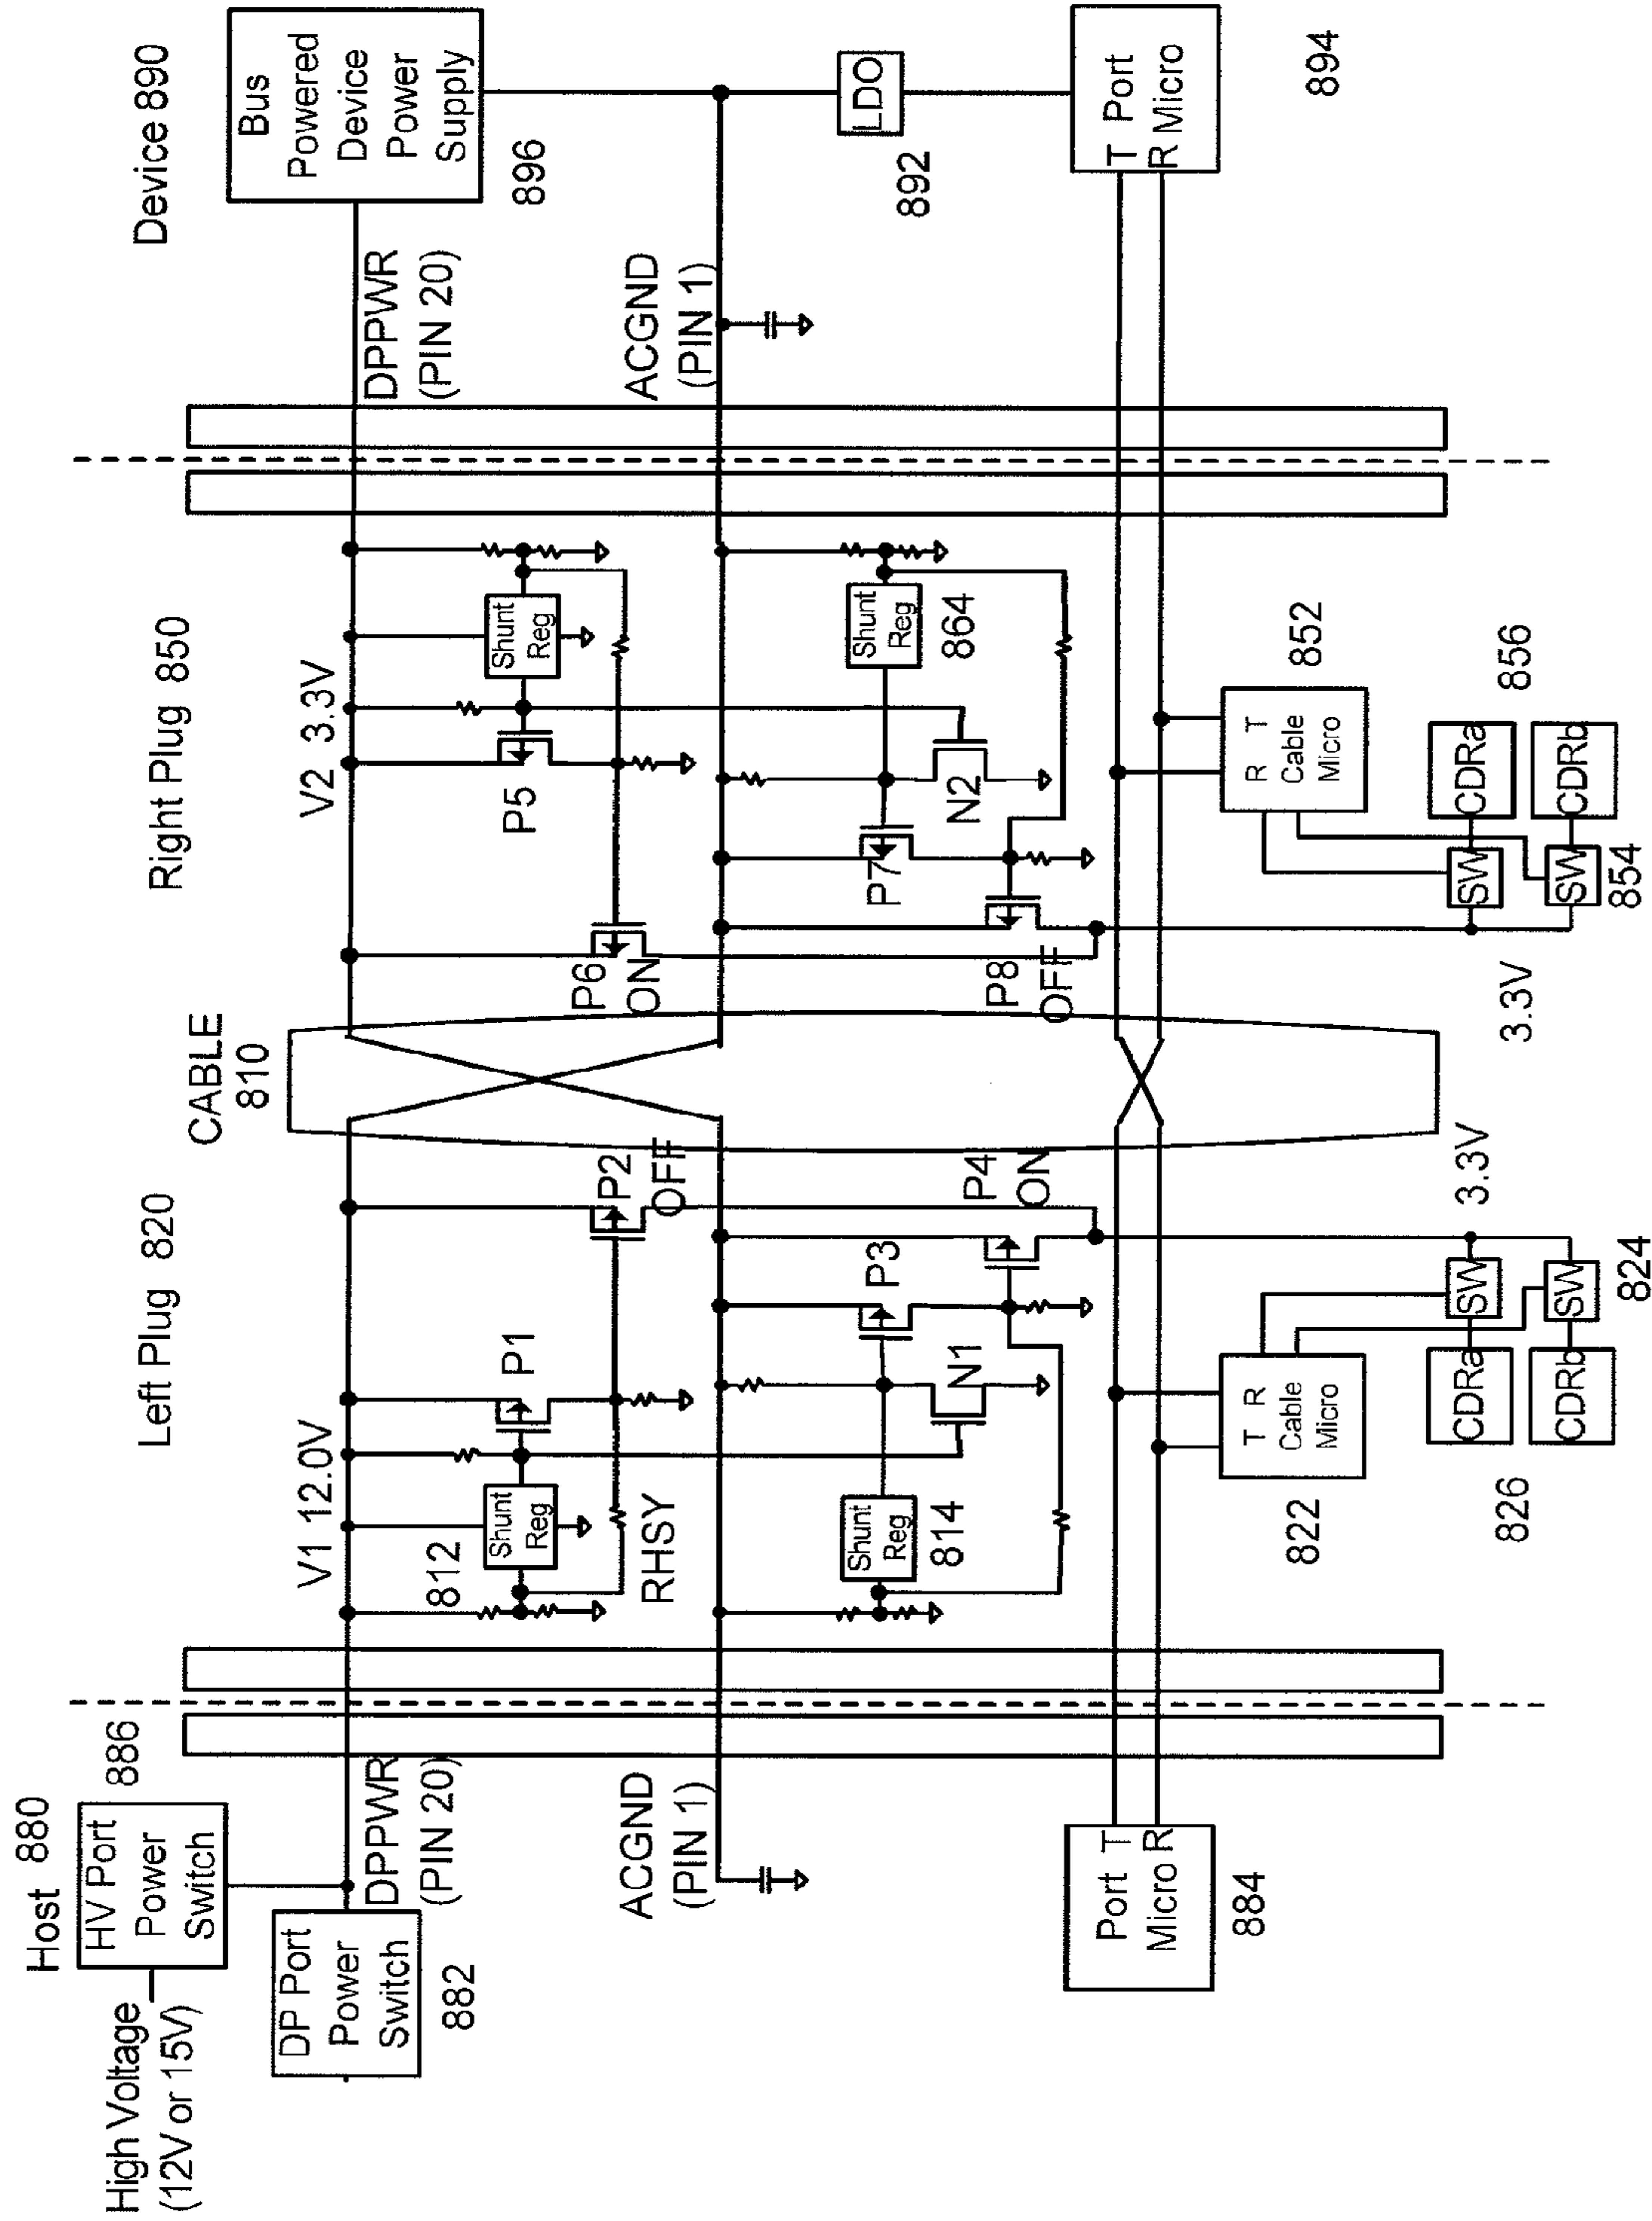 Host 880
HV Port
Power
Switch
886
High Voltage
(12V or 15V)
DP Port
Power
Switch
882
DPPWR
(PIN 20)
ACGND
(PIN 1)
Port T
Micro R
884
Left Plug 820
V1 12.0V
812
Shunt
Reg
P1
RHSY
P2
OFF
Shunt
Reg
814
P3
N1
P4
ON
T R
Cable
Micro
822
CDRa
CDRb
826
SW
SW
824
3.3V
CABLE
810
Right Plug 850
V2 3.3V
Shunt
Reg
P5
P6
ON
Shunt
Reg
864
N2
P7
P8
OFF
R T
Cable
Micro
852
CDRa
CDRb
856
SW
SW
854
3.3V
Device 890
Bus
Powered
Device
Power
Supply
896
DPPWR
(PIN 20)
ACGND
(PIN 1)
LDO
892
T Port
R Micro
894